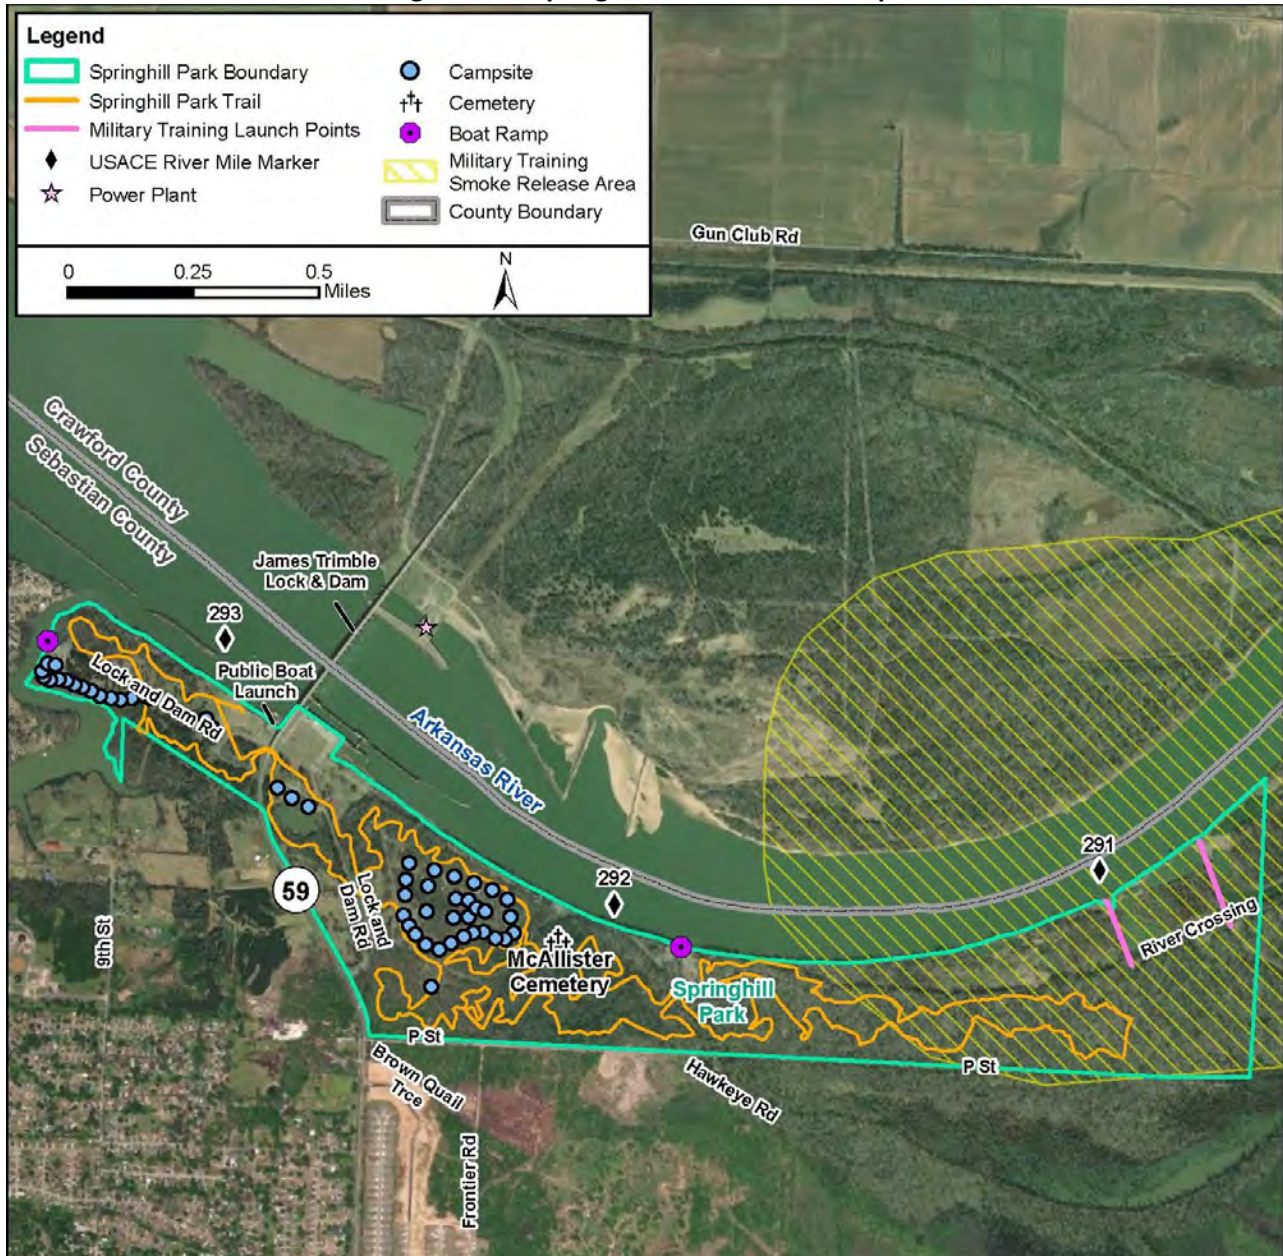 Legend
Springhill Park Boundary
Springhill Park Trail
Military Training Launch Points
USACE River Mile Marker
Power Plant
Campsite
Cemetery
Boat Ramp
Military Training
Smoke Release Area
County Boundary
0 0.25 0.5
Miles
N
Gun Club Rd
Crawford County
Sebastian County
James Trimble
Lock & Dam
293
Public Boat
Launch
Lock and Dam Rd
Arkansas River
59
9th St
Lock and
Dam Rd
292
291
River Crossing
McAllister
Cemetery
Springhill
Park
P St
P St
Brown Quail
Trce
Frontier Rd
Hawkeye Rd